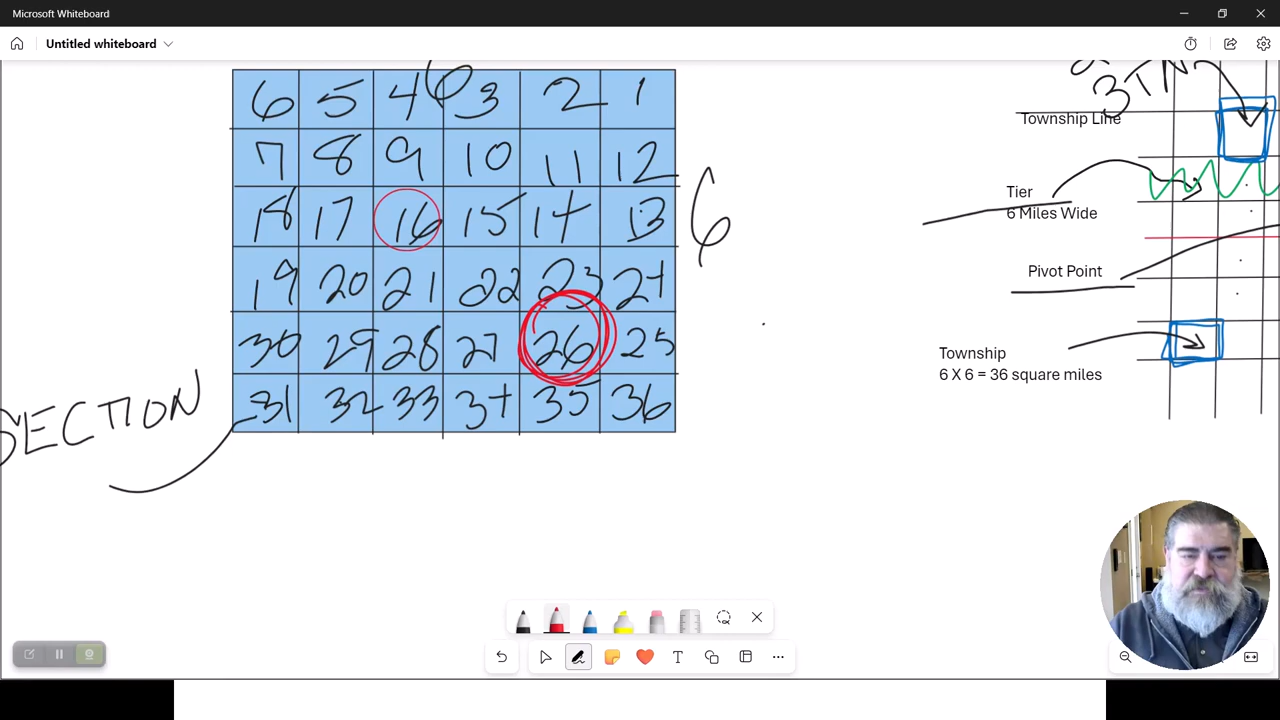 Microsoft Whiteboard
Untitled whiteboard
6
6 5 4 3 2 1
7 8 9 10 11 12
18 17 16 15 14 13
19 20 21 22 23 24
30 29 28 27 26 25
31 32 33 34 35 36
6
SECTION
3TN
Township Line
Tier
6 Miles Wide
Pivot Point
Township
6 X 6 = 36 square miles
T